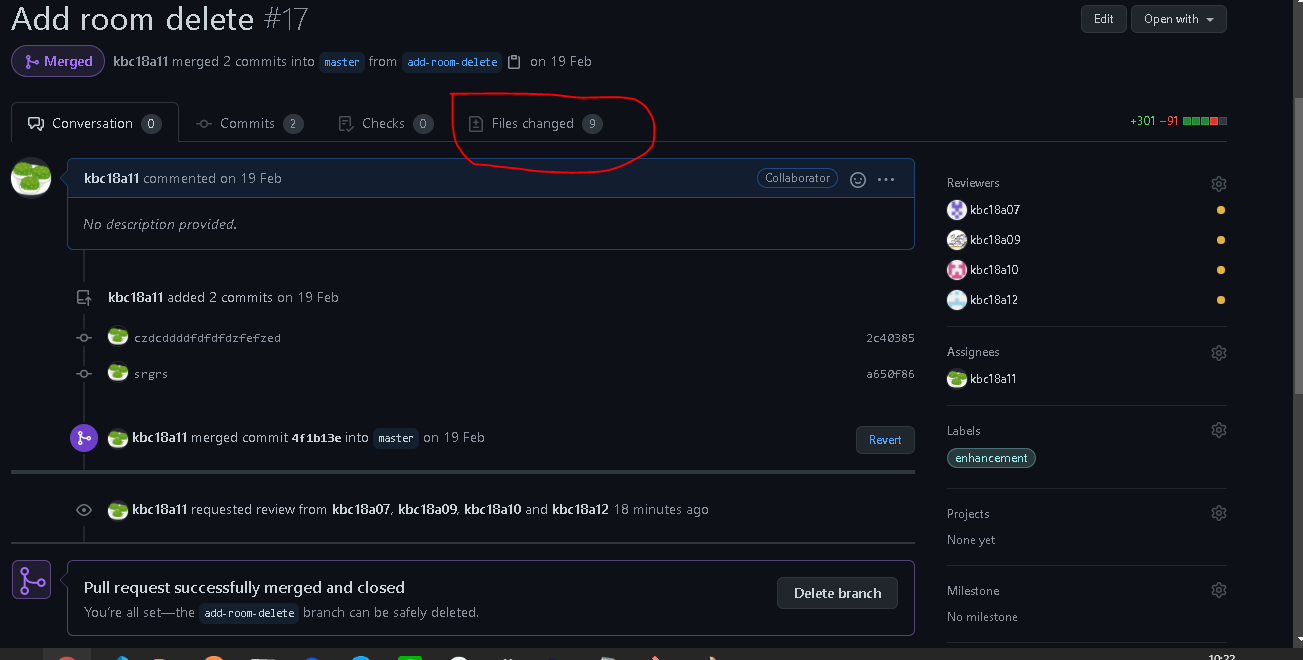 Add room delete #17
Edit
Open with
Merged
kbc18a11 merged 2 commits into master from add-room-delete on 19 Feb
Conversation 0
Commits 2
Checks 0
Files changed 9
+301 −91
kbc18a11 commented on 19 Feb
Collaborator
No description provided.
kbc18a11 added 2 commits on 19 Feb
czdcddddfdfdfdzfefzed
2c40385
srgrs
a650f86
kbc18a11 merged commit 4f1b13e into master on 19 Feb
Revert
kbc18a11 requested review from kbc18a07, kbc18a09, kbc18a10 and kbc18a12 18 minutes ago
Pull request successfully merged and closed
You're all set—the add-room-delete branch can be safely deleted.
Delete branch
Reviewers
kbc18a07
kbc18a09
kbc18a10
kbc18a12
Assignees
kbc18a11
Labels
enhancement
Projects
None yet
Milestone
No milestone
10:22